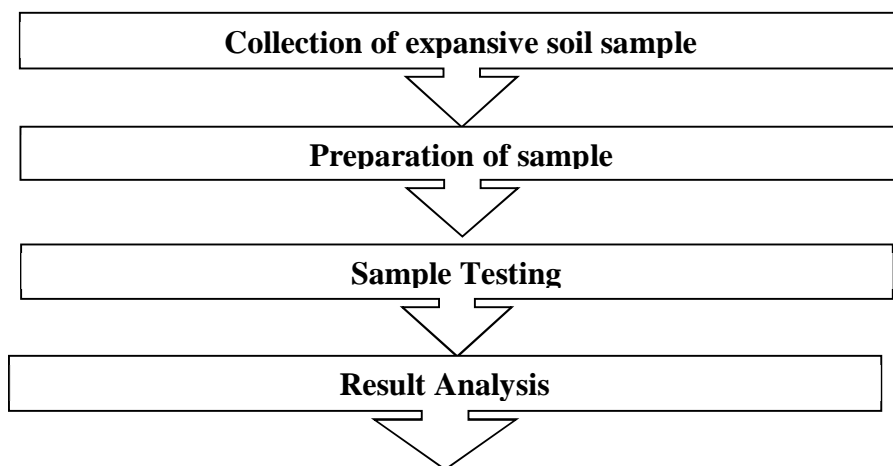 Collection of expansive soil sample
Preparation of sample
Sample Testing
Result Analysis